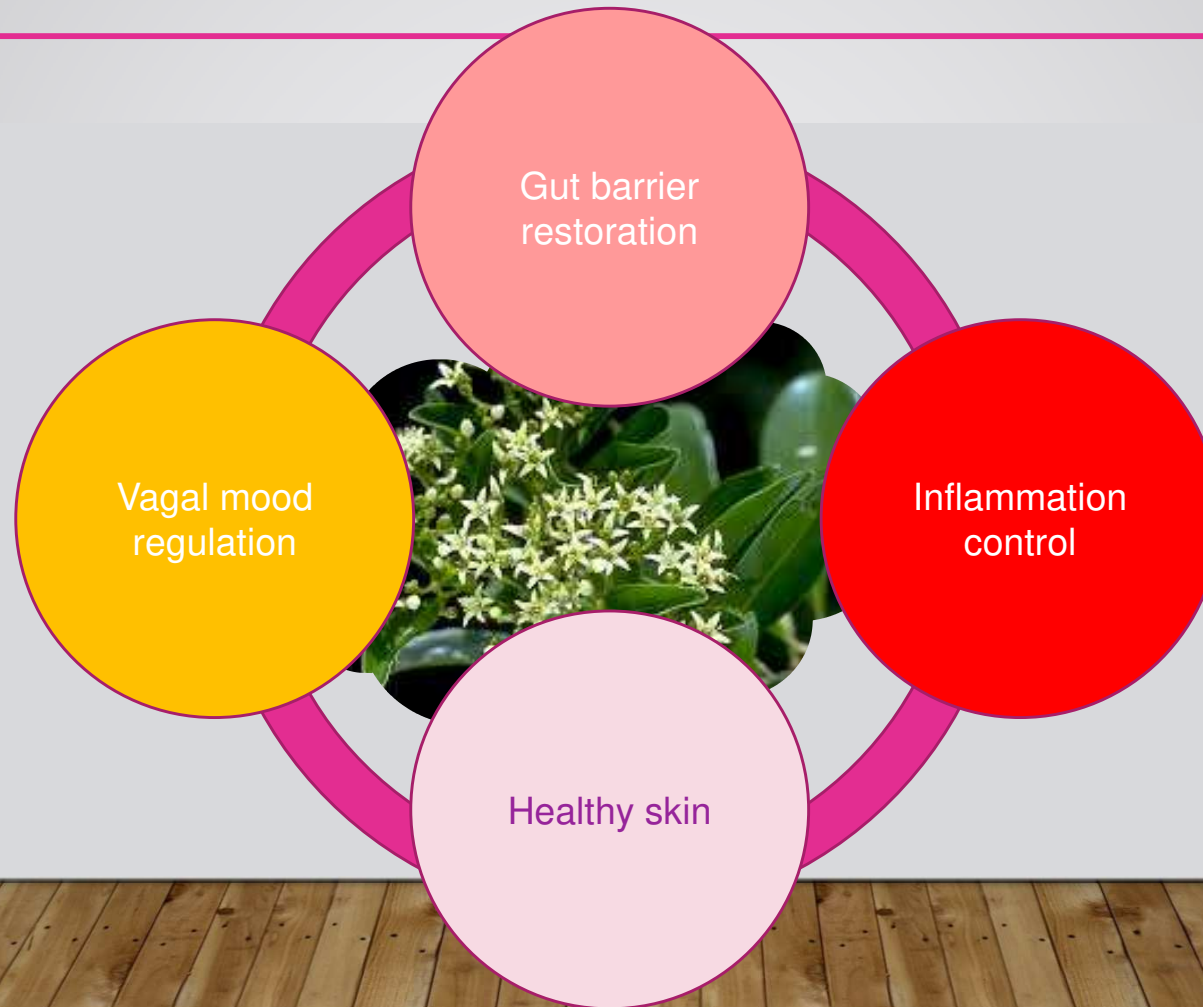 Gut barrier
restoration
Vagal mood
regulation
Inflammation
control
Healthy skin